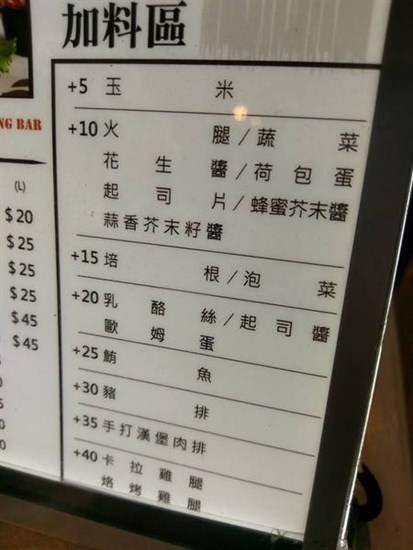 加料區
+5 玉米
+10 火腿/蔬菜
花生醬/荷包蛋
起司片/蜂蜜芥末醬
蒜香芥末籽醬
+15 培根/泡菜
+20 乳酪絲/起司醬
歐姆蛋
+25 鮪魚
+30 豬排
+35 手打漢堡肉排
+40 卡拉雞腿
烙烤雞腿
NG BAR
(L)
$20
$25
$25
$25
$45
$45